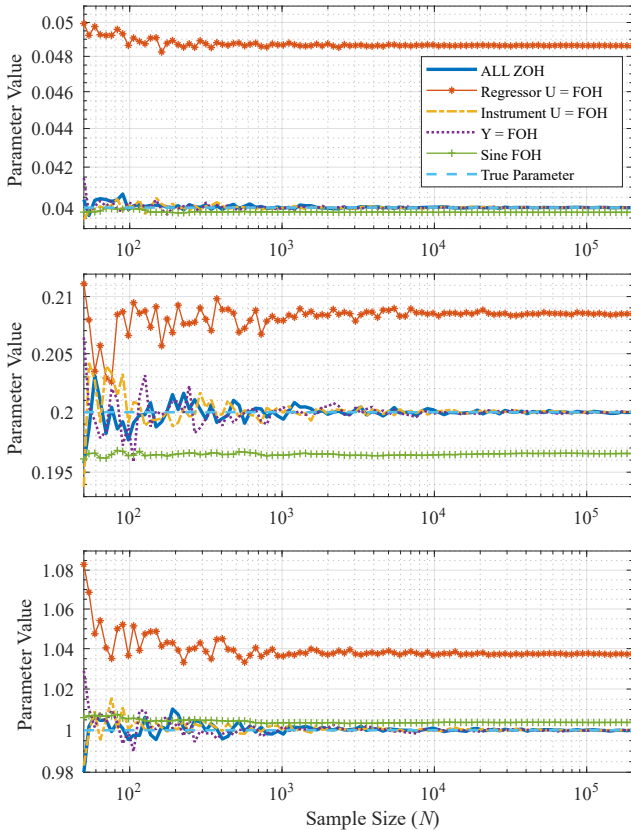 0.05
0.048
0.046
0.044
0.042
0.04
Parameter Value
ALL ZOH
Regressor U = FOH
Instrument U = FOH
Y = FOH
Sine FOH
True Parameter
10^2
10^3
10^4
10^5
0.21
0.205
0.2
0.195
Parameter Value
10^2
10^3
10^4
10^5
1.08
1.06
1.04
1.02
1
0.98
Parameter Value
10^2
10^3
10^4
10^5
Sample Size (N)